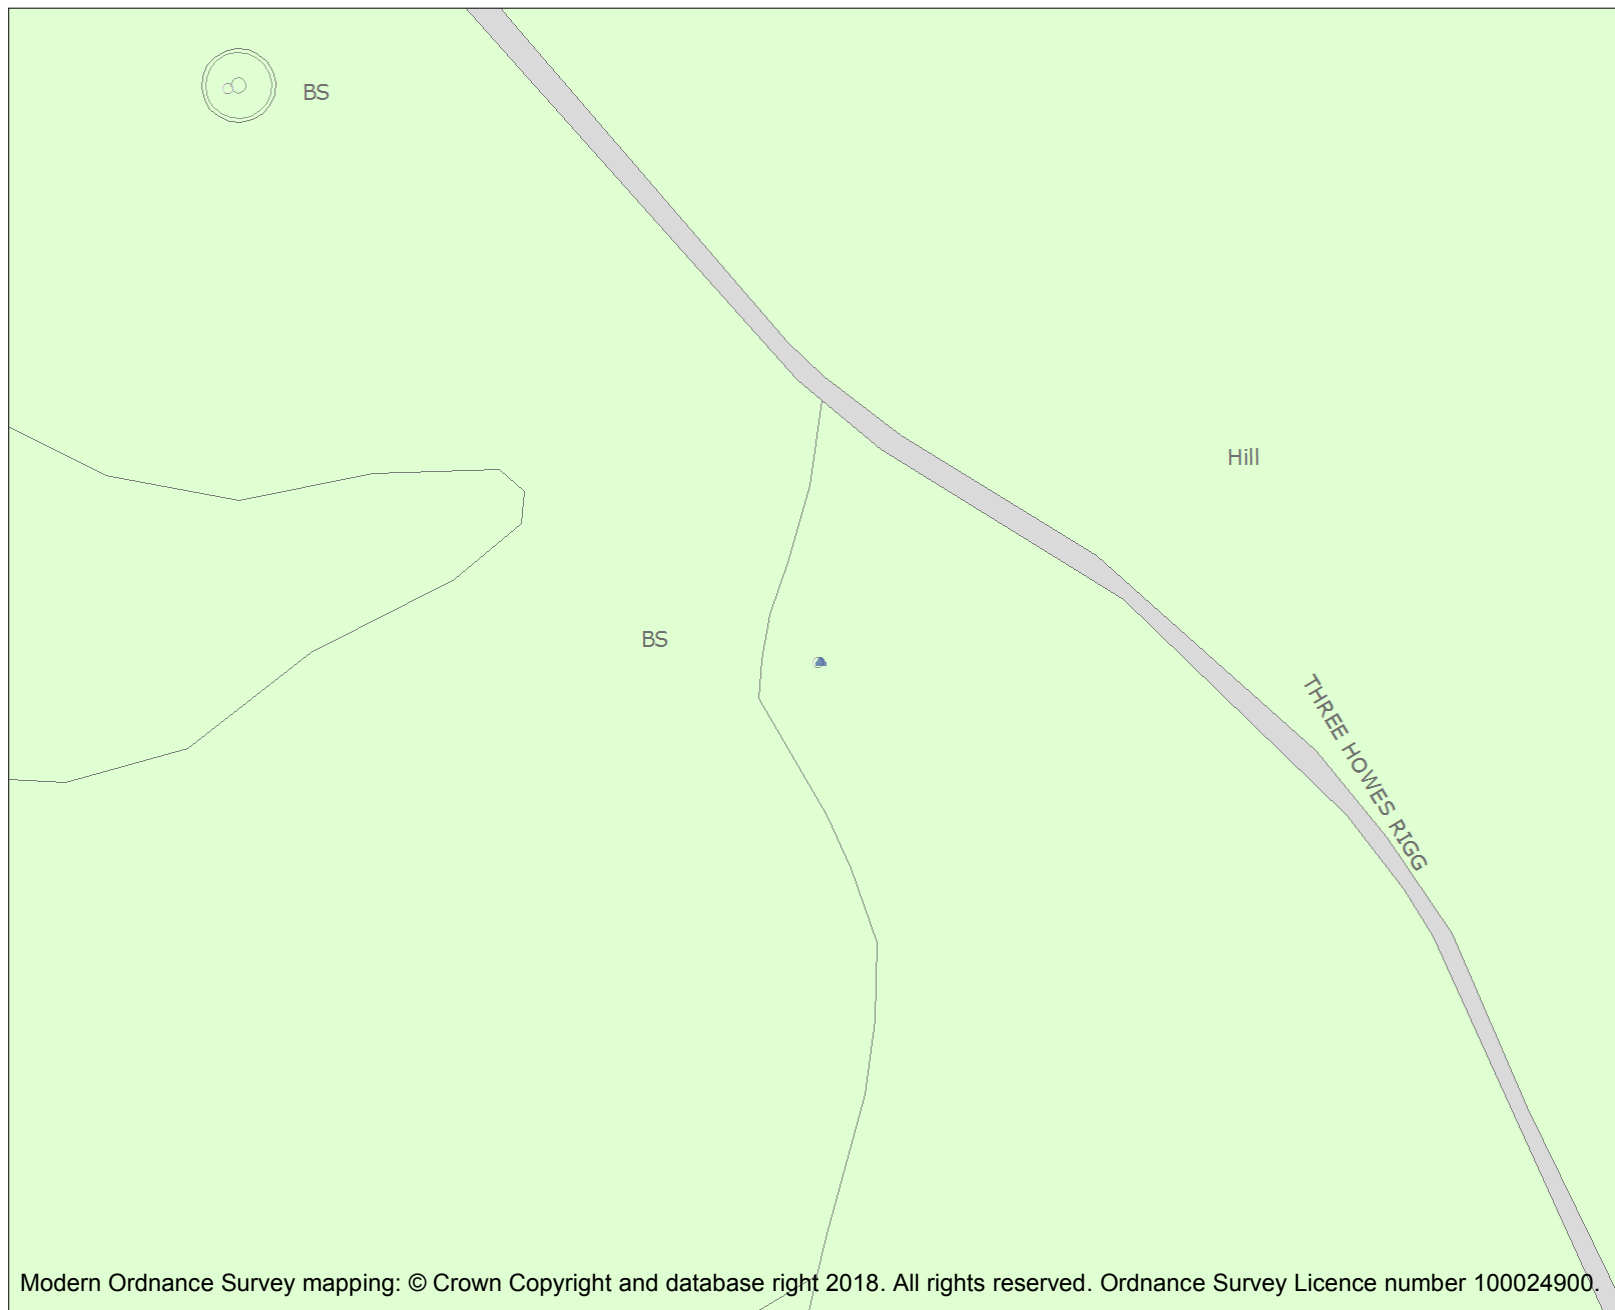 BS
Hill
BS
THREE HOWES RIGG
Modern Ordnance Survey mapping: © Crown Copyright and database right 2018. All rights reserved. Ordnance Survey Licence number 100024900.